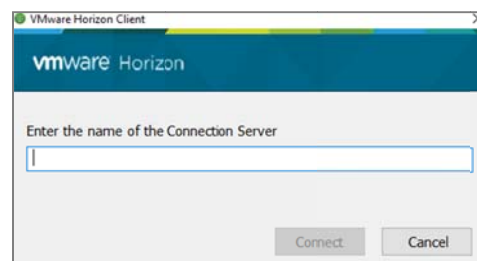 VMware Horizon Client
vmware Horizon
Enter the name of the Connection Server
Connect Cancel